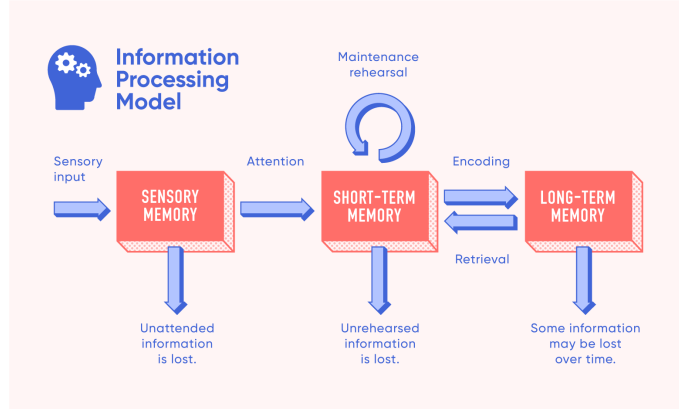 Information
Processing
Model
Maintenance
rehearsal
Sensory
input
Attention
Encoding
SENSORY
MEMORY
SHORT-TERM
MEMORY
LONG-TERM
MEMORY
Retrieval
Unattended
information
is lost.
Unrehearsed
information
is lost.
Some information
may be lost
over time.